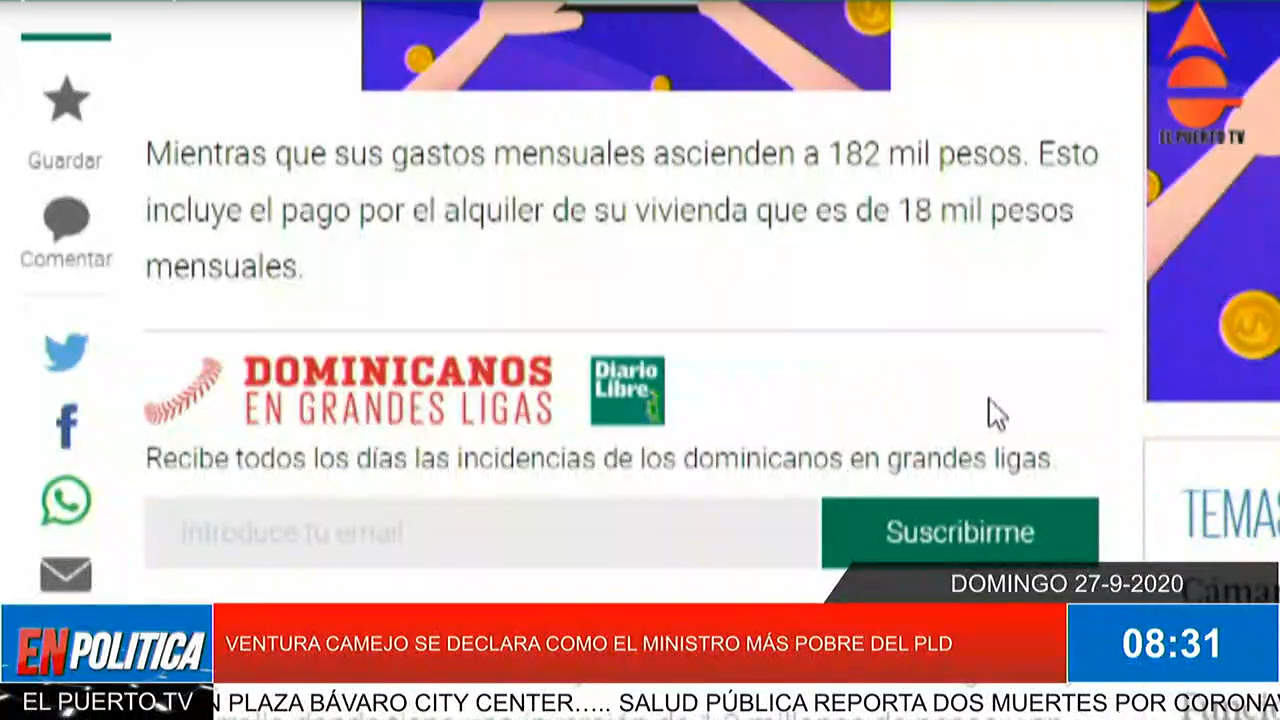 EL PUERTO TV
Guardar
Mientras que sus gastos mensuales ascienden a 182 mil pesos. Esto
incluye el pago por el alquiler de su vivienda que es de 18 mil pesos
mensuales.
Comentar
DOMINICANOS
EN GRANDES LIGAS
Diario
Libre
Recibe todos los días las incidencias de los dominicanos en grandes ligas.
Introduce tu email
Suscribirme
TEMAS
DOMINGO 27-9-2020
Cámar
EN POLITICA
VENTURA CAMEJO SE DECLARA COMO EL MINISTRO MÁS POBRE DEL PLD
08:31
EL PUERTO TV
N PLAZA BÁVARO CITY CENTER….. SALUD PÚBLICA REPORTA DOS MUERTES POR CORONA